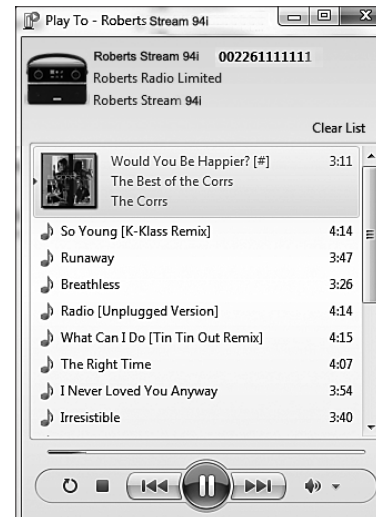 Play To - Roberts Stream 94i
Roberts Stream 94i 002261111111
Roberts Radio Limited
Roberts Stream 94i
Clear List
Would You Be Happier? [#] 3:11
The Best of the Corrs
The Corrs
So Young [K-Klass Remix] 4:14
Runaway 3:47
Breathless 3:26
Radio [Unplugged Version] 4:14
What Can I Do [Tin Tin Out Remix] 4:15
The Right Time 4:07
I Never Loved You Anyway 3:54
Irresistible 3:40